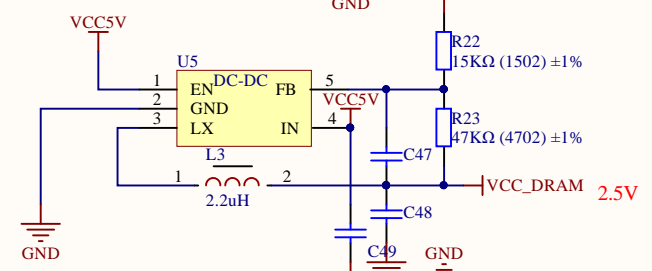 GND
VCC5V
R22
15KΩ (1502) ±1%
U5
DC-DC
1 EN FB 5
2 GND
VCC5V
3 LX IN 4
R23
47KΩ (4702) ±1%
L3
C47
1 2
2.2uH
VCC_DRAM 2.5V
C48
GND
C49
GND